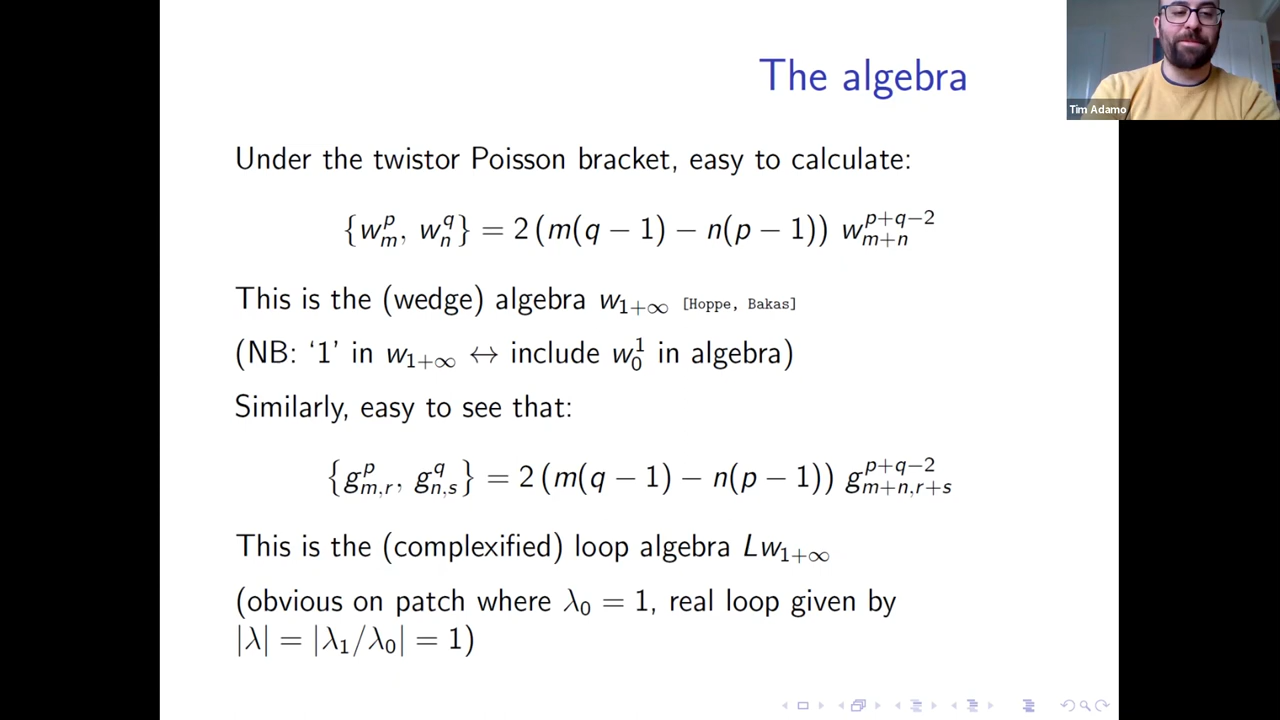 The algebra
Tim Adamo
Under the twistor Poisson bracket, easy to calculate:
{w^p_m, w^q_n} = 2 (m(q − 1) − n(p − 1)) w^{p+q−2}_{m+n}
This is the (wedge) algebra w_{1+∞} [Hoppe, Bakas]
(NB: ‘1’ in w_{1+∞} ↔ include w^1_0 in algebra)
Similarly, easy to see that:
{g^p_{m,r}, g^q_{n,s}} = 2 (m(q − 1) − n(p − 1)) g^{p+q−2}_{m+n,r+s}
This is the (complexified) loop algebra Lw_{1+∞}
(obvious on patch where λ_0 = 1, real loop given by
|λ| = |λ_1/λ_0| = 1)